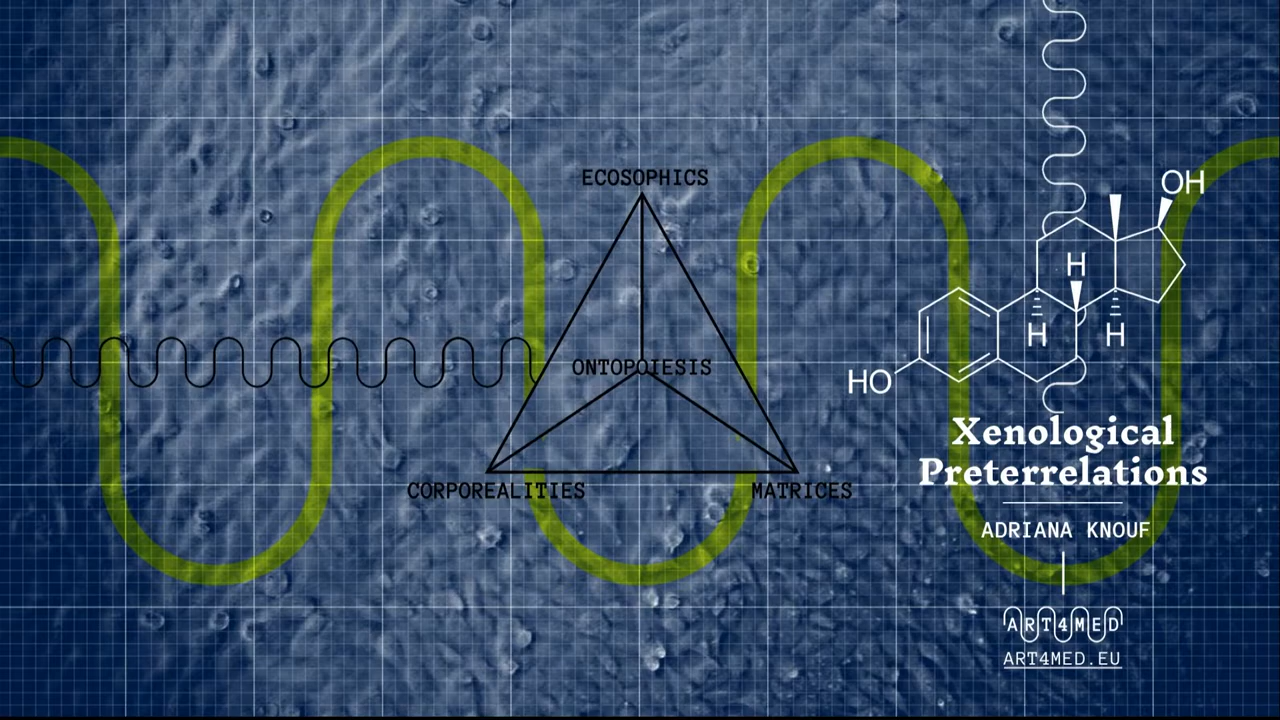 ECOSOPHICS
ONTOPOIESIS
CORPOREALITIES
MATRICES
OH
H
H
H
HO
Xenological
Preterrelations
ADRIANA KNOUF
ART4MED
ART4MED.EU